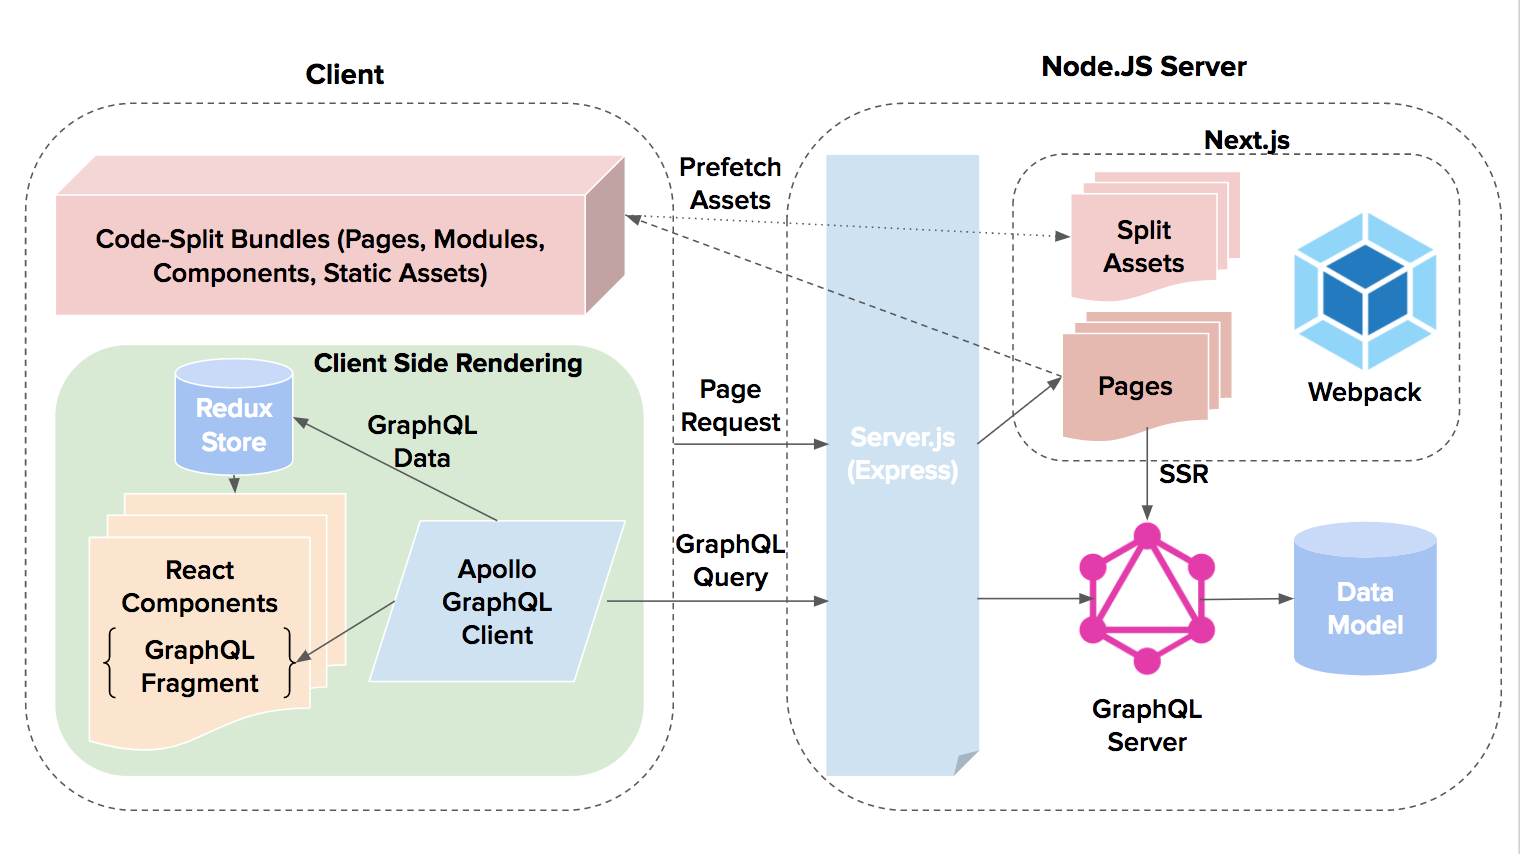 Client
Node.JS Server
Next.js
Prefetch
Assets
Code-Split Bundles (Pages, Modules,
Components, Static Assets)
Split
Assets
Webpack
Pages
Client Side Rendering
Redux
Store
GraphQL
Data
Page
Request
Server.js
(Express)
SSR
GraphQL
Query
React
Components
GraphQL
Fragment
Apollo
GraphQL
Client
Data
Model
GraphQL
Server